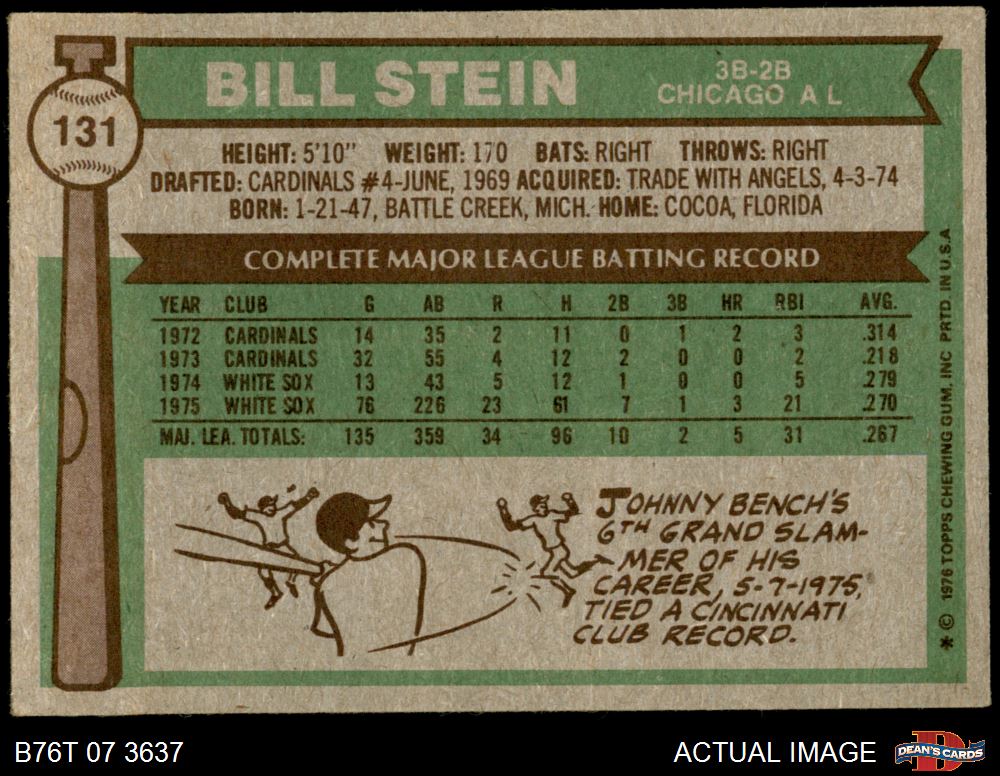 131
BILL STEIN
3B-2B
CHICAGO A L
HEIGHT: 5'10" WEIGHT: 170 BATS: RIGHT THROWS: RIGHT
DRAFTED: CARDINALS #4-JUNE, 1969 ACQUIRED: TRADE WITH ANGELS, 4-3-74
BORN: 1-21-47, BATTLE CREEK, MICH. HOME: COCOA, FLORIDA
COMPLETE MAJOR LEAGUE BATTING RECORD
YEAR CLUB G AB R H 2B 3B HR RBI AVG.
1972 CARDINALS 14 35 2 11 0 1 2 3 .314
1973 CARDINALS 32 55 4 12 2 0 0 2 .218
1974 WHITE SOX 13 43 5 12 1 0 0 5 .279
1975 WHITE SOX 76 226 23 61 7 1 3 21 .270
MAJ. LEA. TOTALS: 135 359 34 96 10 2 5 31 .267
JOHNNY BENCH'S
6TH GRAND SLAM-
MER OF HIS
CAREER, 5-7-1975,
TIED A CINCINNATI
CLUB RECORD.
* © 1976 TOPPS CHEWING GUM, INC PRTD. IN U.S.A
B76T 07 3637
ACTUAL IMAGE
D
DEAN'S CARDS